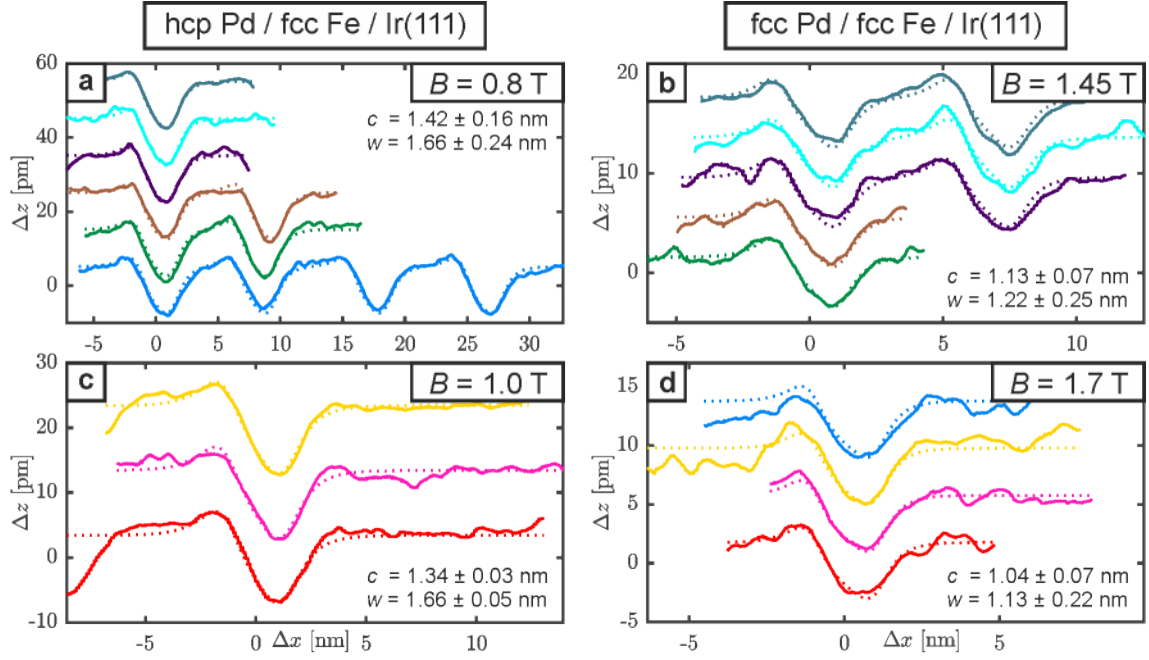 hcp Pd / fcc Fe / Ir(111)
fcc Pd / fcc Fe / Ir(111)
a
B = 0.8 T
c = 1.42 ± 0.16 nm
w = 1.66 ± 0.24 nm
Δz [pm]
60
40
20
0
-5 0 5 10 15 20 25 30
b
B = 1.45 T
c = 1.13 ± 0.07 nm
w = 1.22 ± 0.25 nm
Δz [pm]
20
10
0
-5 0 5 10
c
B = 1.0 T
c = 1.34 ± 0.03 nm
w = 1.66 ± 0.05 nm
Δz [pm]
30
20
10
0
-10
-5 0 5 10
Δx [nm]
d
B = 1.7 T
c = 1.04 ± 0.07 nm
w = 1.13 ± 0.22 nm
Δz [pm]
15
10
5
0
-5
-5 0 5
Δx [nm]